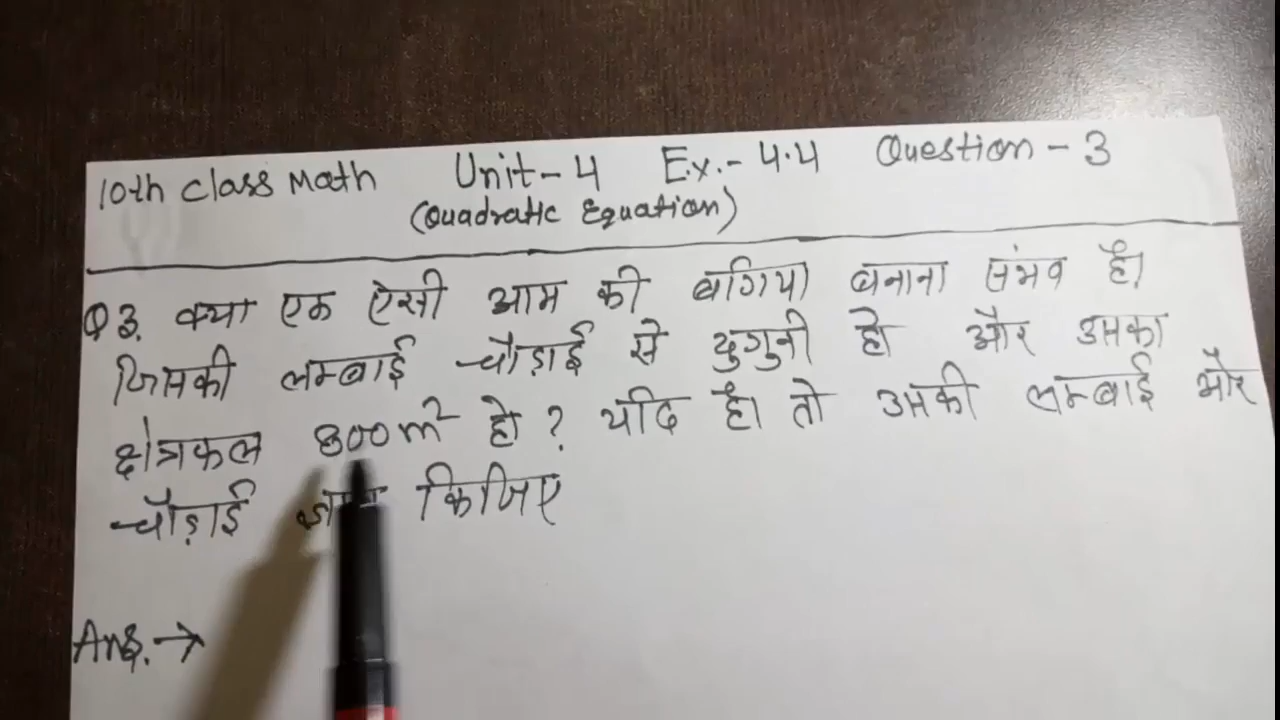 10th Class Math Unit-4 Ex.-4.4 Question-3
(Quadratic Equation)
Q3. क्या एक ऐसी आम की बगिया बनाना संभव है।
जिसकी लम्बाई चौड़ाई से दुगुनी हो और उसका
क्षेत्रफल 800m² हो ? यदि है। तो उसकी लम्बाई और
चौड़ाई किजिए
Ans.→